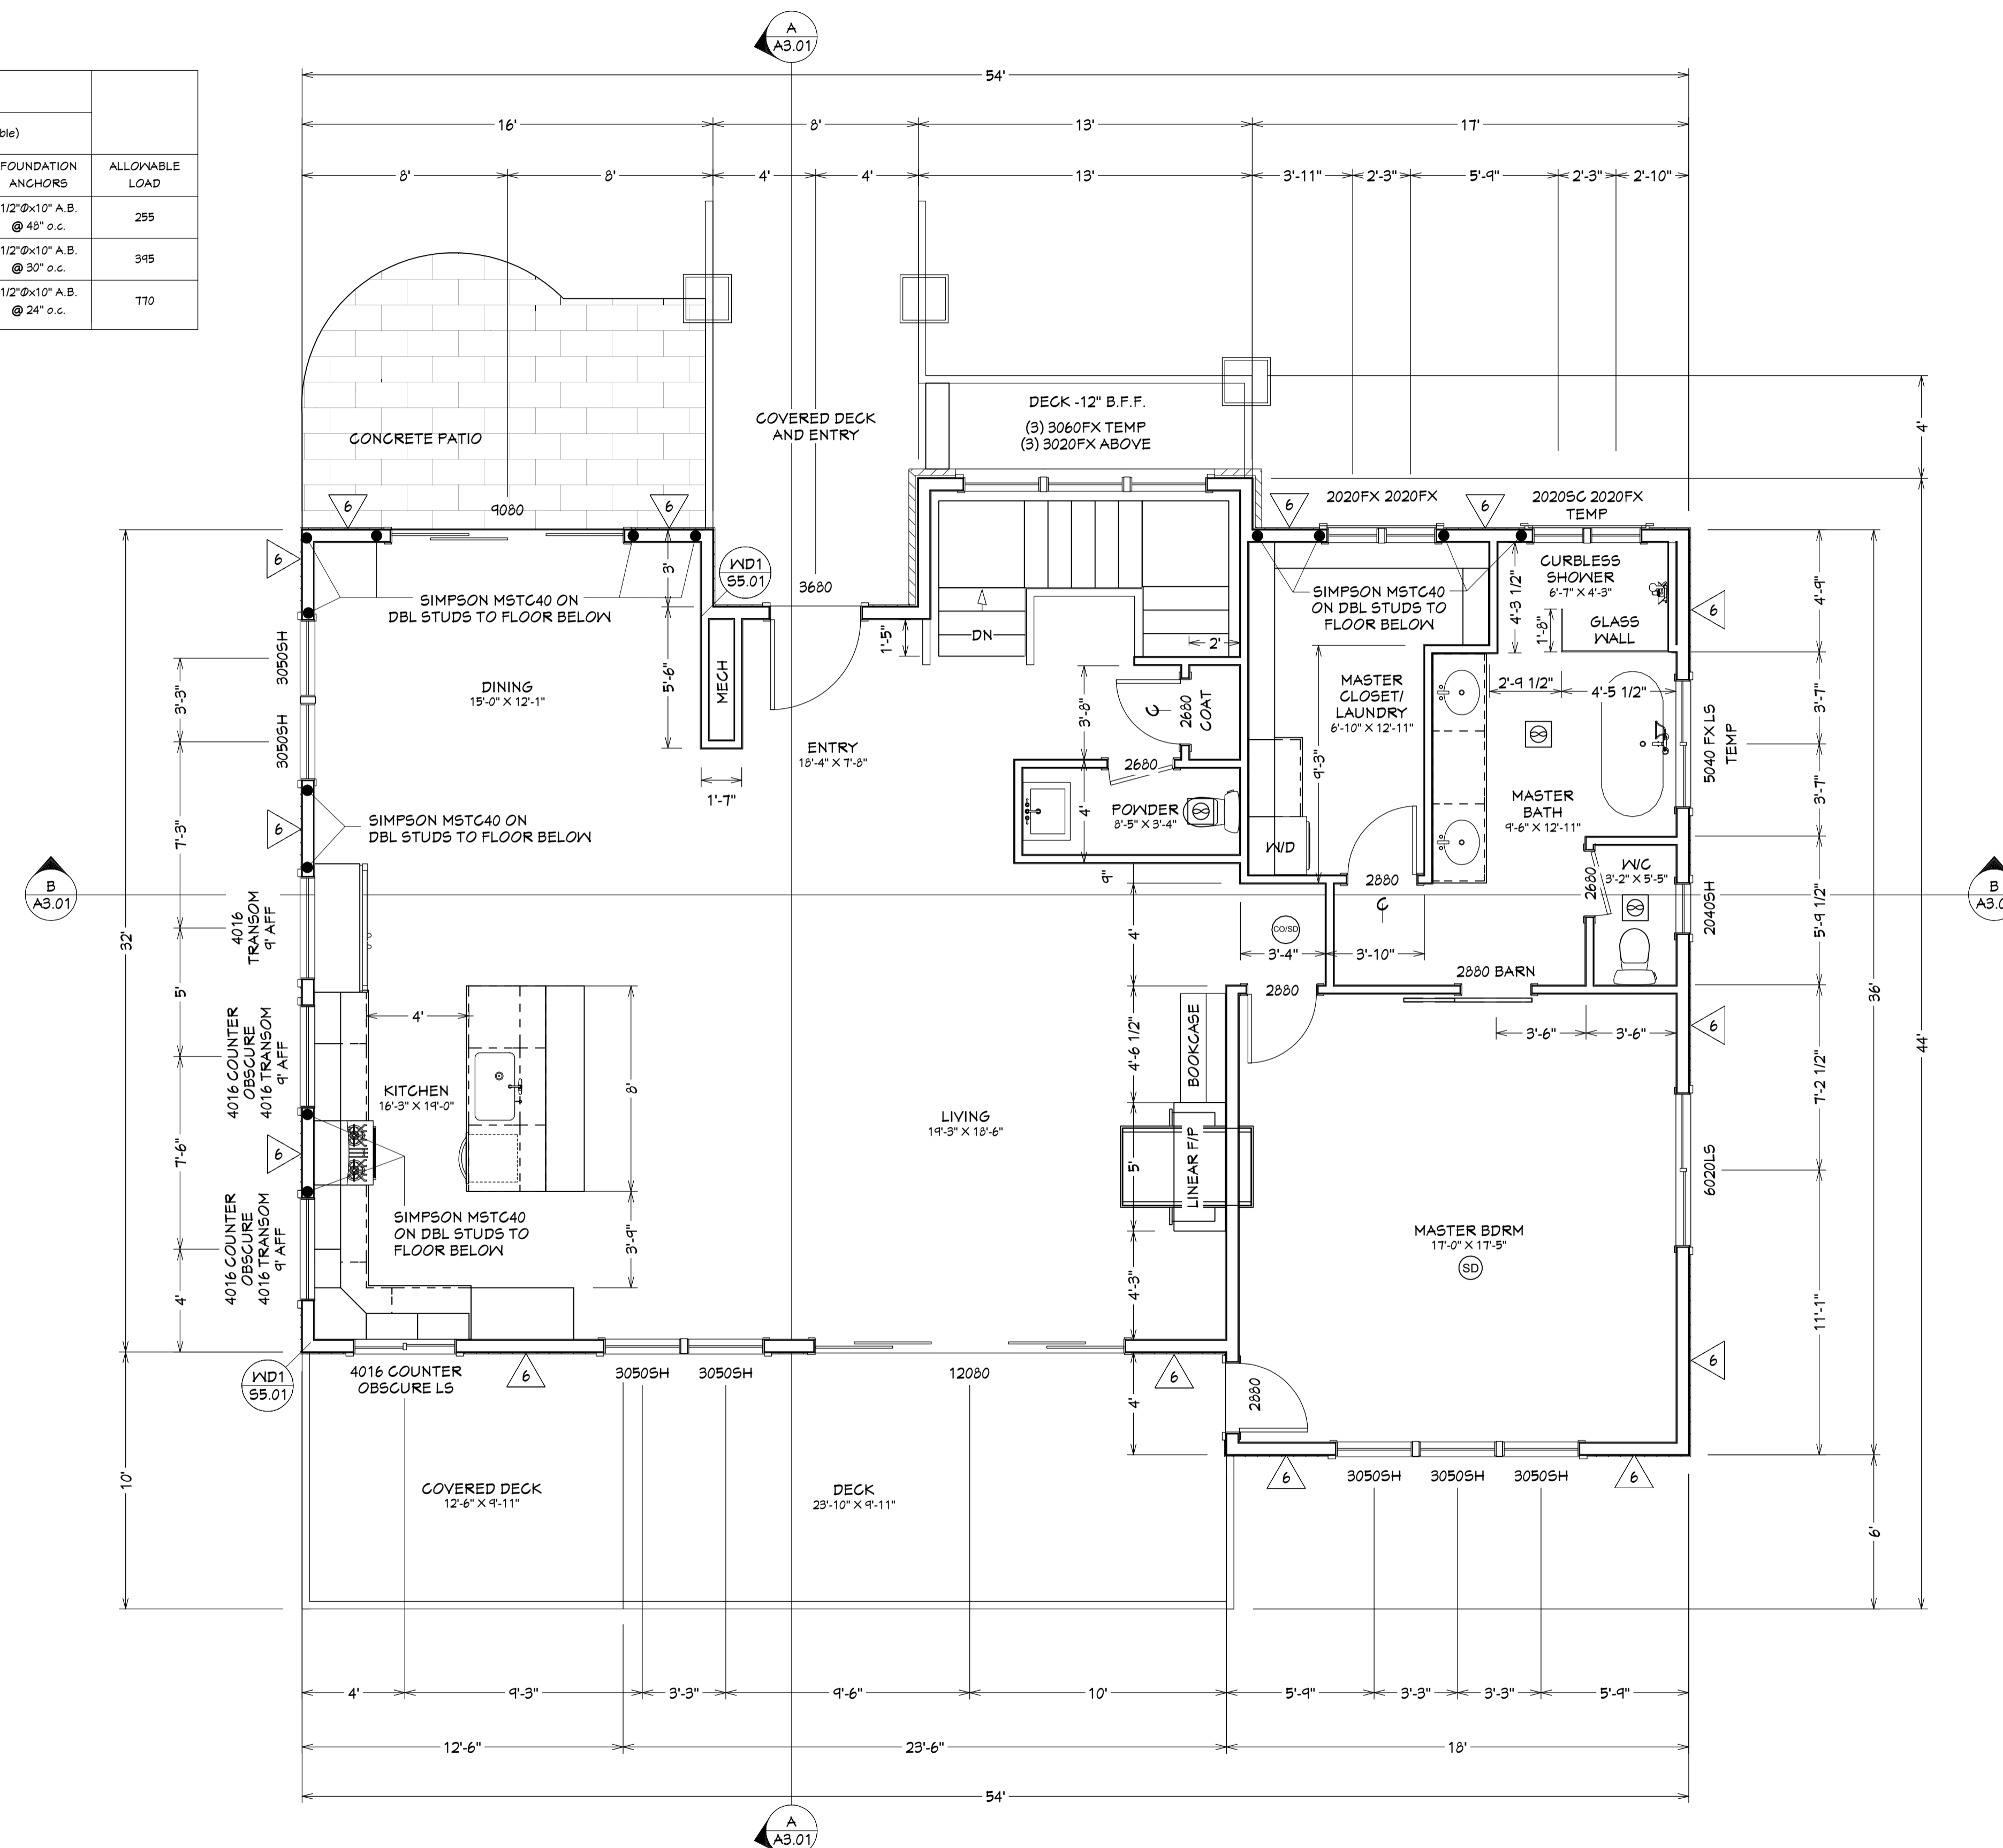 A
A3.01
54'
16'
8'
13'
17'
8'
8'
4'
4'
13'
3'-11"
2'-3"
5'-9"
2'-3"
2'-10"
ble)
FOUNDATION
ANCHORS
ALLOWABLE
LOAD
1/2"Øx10" A.B.
@ 48" o.c.
255
1/2"Øx10" A.B.
@ 30" o.c.
395
1/2"Øx10" A.B.
@ 24" o.c.
770
CONCRETE PATIO
COVERED DECK
AND ENTRY
DECK -12" B.F.F.
(3) 3060FX TEMP
(3) 3020FX ABOVE
4'
6
9080
6
6
2020FX 2020FX
6
2020SC 2020FX
TEMP
6
WD1
S5.01
3'
3680
SIMPSON MSTC40 ON
DBL STUDS TO FLOOR BELOW
SIMPSON MSTC40
ON DBL STUDS TO
FLOOR BELOW
CURBLESS
SHOWER
6'-7" X 4'-3"
GLASS
WALL
4'-3 1/2"
1'-8"
4'-9"
6
3050SH
3050SH
3'-3"
DINING
15'-0" X 12'-1"
5'-6"
MECH
1'-7"
1'-5"
DN
2'
ENTRY
18'-4" X 7'-8"
3'-8"
C
2680
COAT
2680
4'
POWDER
8'-5" X 3'-4"
MASTER
CLOSET/
LAUNDRY
6'-10" X 12'-11"
9'-3"
W/D
2'-9 1/2"
4'-5 1/2"
MASTER
BATH
9'-6" X 12'-11"
3'-7"
3'-7"
5040 FX LS
TEMP
7'-3"
6
SIMPSON MSTC40 ON
DBL STUDS TO FLOOR BELOW
9"
4'
2880
C
W/C
3'-2" X 5'-5"
2680
2040SH
5'-9 1/2"
B
A3.01
B
A3.0
32'
4016
TRANSOM
9' AFF
CO/SD
3'-4"
3'-10"
2880 BARN
2880
3'-6"
3'-6"
6
36'
44'
5'
4016 COUNTER
OBSCURE
4016 TRANSOM
9' AFF
4'
KITCHEN
16'-3" X 19'-0"
8'
LIVING
19'-3" X 18'-6"
4'-6 1/2"
BOOKCASE
5'
LINEAR F/P
7'-2 1/2"
6020LS
7'-6"
6
4016 COUNTER
OBSCURE
4016 TRANSOM
9' AFF
SIMPSON MSTC40
ON DBL STUDS TO
FLOOR BELOW
3'-9"
4'-3"
MASTER BDRM
17'-0" X 17'-5"
SD
11'-1"
4'
6
WD1
S5.01
4016 COUNTER
OBSCURE LS
6
3050SH
3050SH
12080
6
4'
2880
6
3050SH
3050SH
3050SH
6
10'
COVERED DECK
12'-6" X 9'-11"
DECK
23'-10" X 9'-11"
6'
4'
9'-3"
3'-3"
9'-6"
10'
5'-9"
3'-3"
3'-3"
5'-9"
12'-6"
23'-6"
18'
54'
A
A3.01